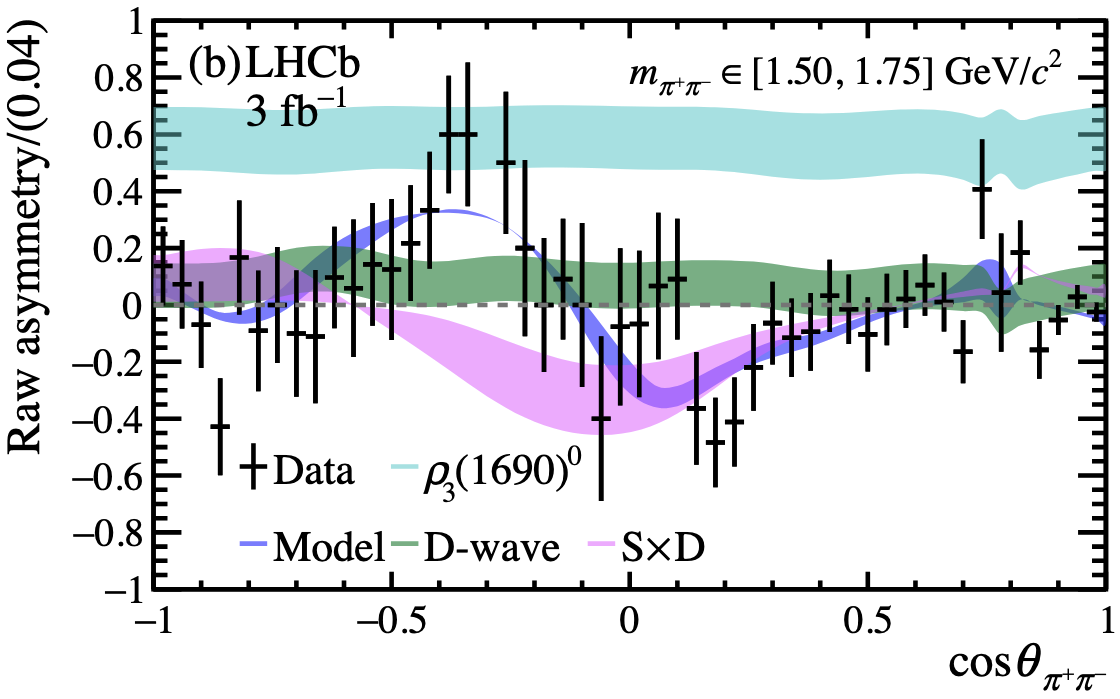 (b) LHCb
3 fb⁻¹
m_{π⁺π⁻} ∈ [1.50, 1.75] GeV/c²
Raw asymmetry/(0.04)
1
0.8
0.6
0.4
0.2
0
−0.2
−0.4
−0.6
−0.8
−1
Data
ρ₃(1690)⁰
Model
D-wave
S×D
−1
−0.5
0
0.5
1
cosθ_{π⁺π⁻}